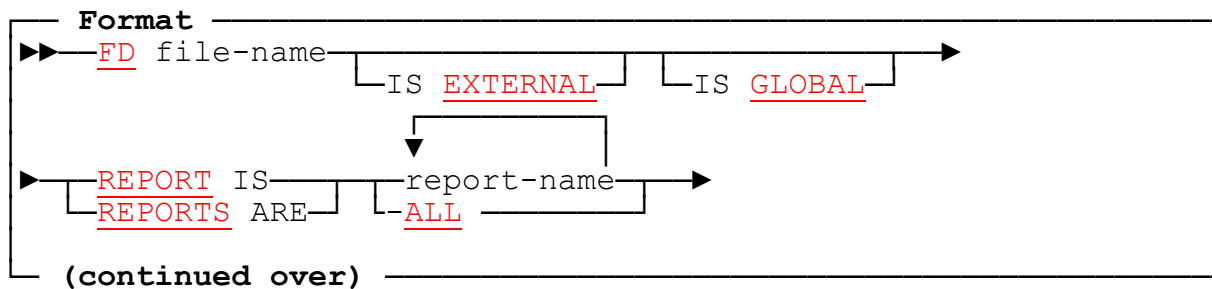 Format
FD file-name
IS EXTERNAL IS GLOBAL
REPORT IS report-name
REPORTS ARE ALL
(continued over)